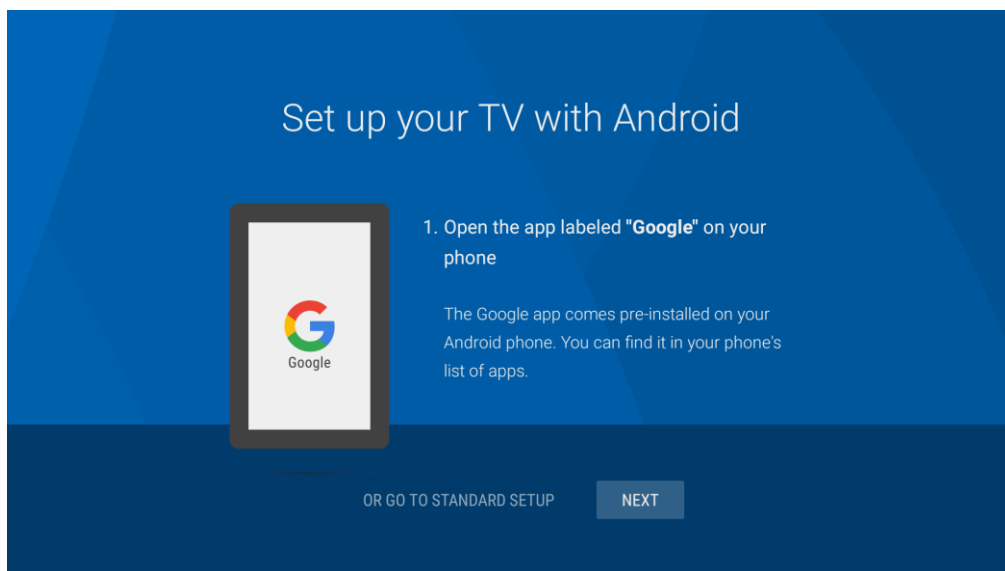 Set up your TV with Android
1. Open the app labeled "Google" on your
phone
The Google app comes pre-installed on your
Android phone. You can find it in your phone's
list of apps.
Google
OR GO TO STANDARD SETUP
NEXT